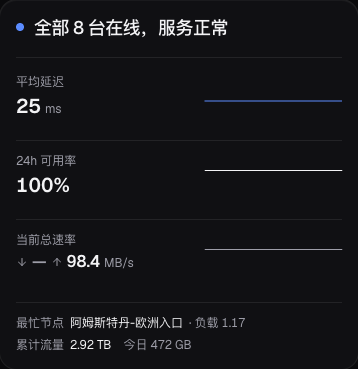 全部 8 台在线，服务正常
平均延迟
25 ms
24h 可用率
100%
当前总速率
↓ — ↑ 98.4 MB/s
最忙节点 阿姆斯特丹-欧洲入口 · 负载 1.17
累计流量 2.92 TB 今日 472 GB